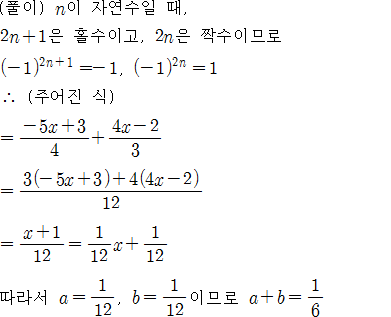 (풀이) n이 자연수일 때,
2n+1은 홀수이고, 2n은 짝수이므로
(-1)^{2n+1}=-1, (-1)^{2n}=1
∴ (주어진 식)
=\frac{-5x+3}{4}+\frac{4x-2}{3}
=\frac{3(-5x+3)+4(4x-2)}{12}
=\frac{x+1}{12}=\frac{1}{12}x+\frac{1}{12}
따라서 a=\frac{1}{12}, b=\frac{1}{12}이므로 a+b=\frac{1}{6}